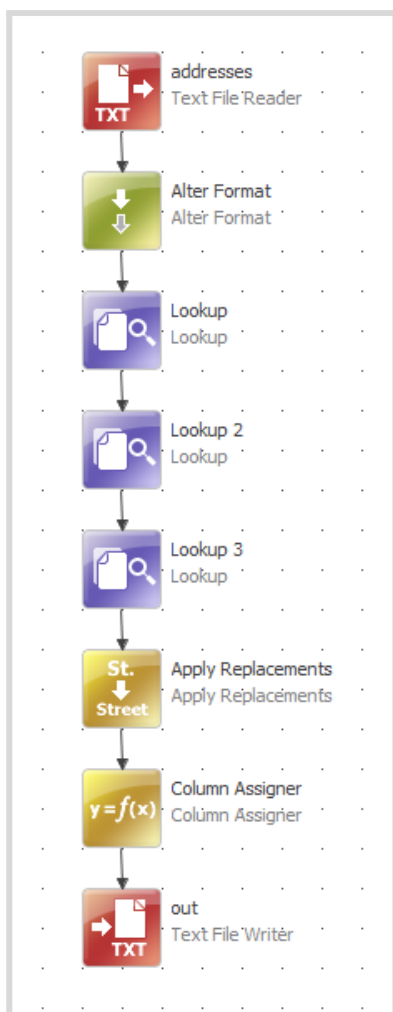 addresses
Text File Reader
TXT
Alter Format
Alter Format
Lookup
Lookup
Lookup 2
Lookup
Lookup 3
Lookup
St.
Street
Apply Replacements
Apply Replacements
y=f(x)
Column Assigner
Column Assigner
out
Text File Writer
TXT